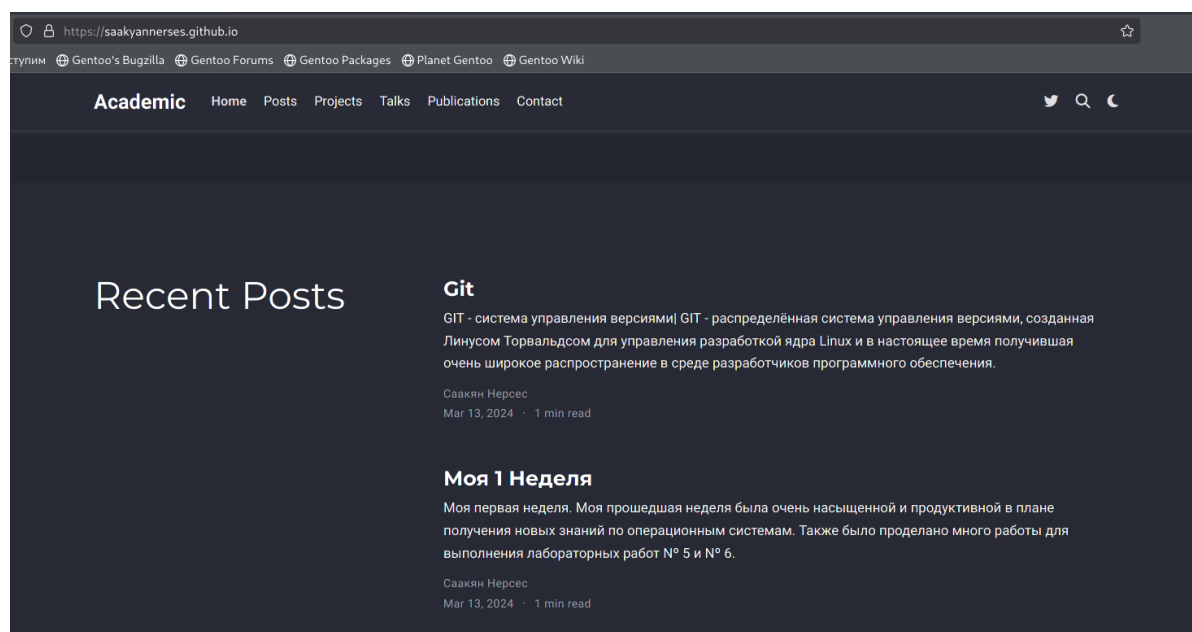 https://saakyannerses.github.io
тупим Gentoo's Bugzilla Gentoo Forums Gentoo Packages Planet Gentoo Gentoo Wiki
Academic Home Posts Projects Talks Publications Contact
Recent Posts
Git
GIT - система управления версиями| GIT - распределённая система управления версиями, созданная
Линусом Торвальдсом для управления разработкой ядра Linux и в настоящее время получившая
очень широкое распространение в среде разработчиков программного обеспечения.
Саакян Нерсес
Mar 13, 2024 · 1 min read
Моя 1 Неделя
Моя первая неделя. Моя прошедшая неделя была очень насыщенной и продуктивной в плане
получения новых знаний по операционным системам. Также было проделано много работы для
выполнения лабораторных работ № 5 и № 6.
Саакян Нерсес
Mar 13, 2024 · 1 min read